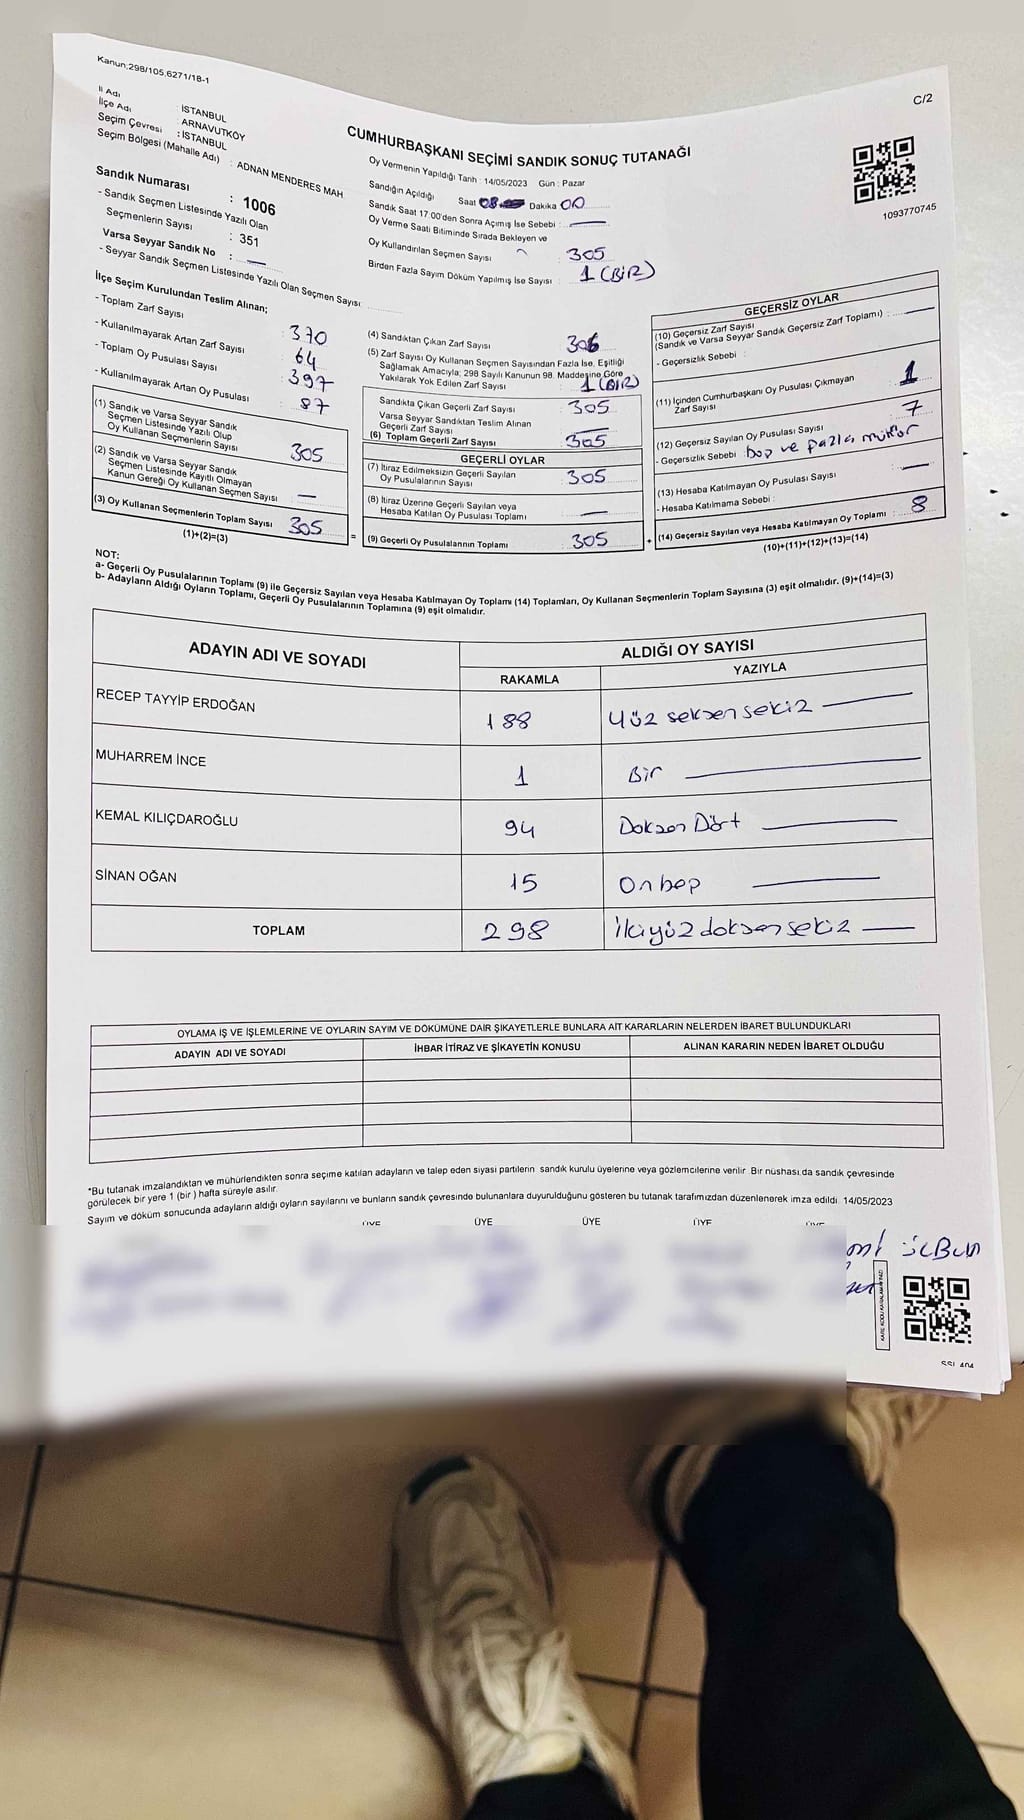 Kanun;298/105,6271/18-1
C/2
İl Adı : İSTANBUL
İlçe Adı : ARNAVUTKÖY
Seçim Çevresi : İSTANBUL
Seçim Bölgesi (Mahalle Adı) : ADNAN MENDERES MAH
Sandık Numarası : 1006
- Sandık Seçmen Listesinde Yazılı Olan
Seçmenlerin Sayısı : 351
Varsa Seyyar Sandık No : —
- Seyyar Sandık Seçmen Listesinde Yazılı Olan Seçmen Sayısı
CUMHURBAŞKANI SEÇİMİ SANDIK SONUÇ TUTANAĞI
Oy Vermenin Yapıldığı Tarih : 14/05/2023 Gün : Pazar
Sandığın Açıldığı Saat 08 Dakika 00
Sandık Saat 17:00'den Sonra Açımış İse Sebebi : —
Oy Verme Saati Bitiminde Sırada Bekleyen ve
Oy Kullandırılan Seçmen Sayısı : 305
Birden Fazla Sayım Döküm Yapılmış İse Sayısı : 1 (BİR)
1093770745
İlçe Seçim Kurulundan Teslim Alınan;
- Toplam Zarf Sayısı : 370
- Kullanılmayarak Artan Zarf Sayısı : 64
- Toplam Oy Pusulası Sayısı : 397
- Kullanılmayarak Artan Oy Pusulası : 87
(1) Sandık ve Varsa Seyyar Sandık
Seçmen Listesinde Yazılı Olup
Oy Kullanan Seçmenlerin Sayısı 305
(2) Sandık ve Varsa Seyyar Sandık
Seçmen Listesinde Kayıtlı Olmayan
Kanun Gereği Oy Kullanan Seçmen Sayısı —
(3) Oy Kullanan Seçmenlerin Toplam Sayısı 305
(1)+(2)=(3)
(4) Sandıktan Çıkan Zarf Sayısı 306
(5) Zarf Sayısı Oy Kullanan Seçmen Sayısından Fazla İse, Eşitliği
Sağlamak Amacıyla; 298 Sayılı Kanunun 98. Maddesine Göre
Yakılarak Yok Edilen Zarf Sayısı : 1 (BİR)
Sandıkta Çıkan Geçerli Zarf Sayısı 305
Varsa Seyyar Sandıktan Teslim Alınan
Geçerli Zarf Sayısı —
(6) Toplam Geçerli Zarf Sayısı 305
GEÇERLİ OYLAR
(7) İtiraz Edilmeksizin Geçerli Sayılan
Oy Pusulalarının Sayısı 305
(8) İtiraz Üzerine Geçerli Sayılan veya
Hesaba Katılan Oy Pusulası Toplamı —
= (9) Geçerli Oy Pusulalarının Toplamı 305 +
GEÇERSİZ OYLAR
(10) Geçersiz Zarf Sayısı
(Sandık ve Varsa Seyyar Sandık Geçersiz Zarf Toplamı) : —
- Geçersizlik Sebebi :
(11) İçinden Cumhurbaşkanı Oy Pusulası Çıkmayan
Zarf Sayısı 1
(12) Geçersiz Sayılan Oy Pusulası Sayısı 7
- Geçersizlik Sebebi : boş ve fazla mühür
(13) Hesaba Katılmayan Oy Pusulası Sayısı —
- Hesaba Katılmama Sebebi :
(14) Geçersiz Sayılan veya Hesaba Katılmayan Oy Toplamı : 8
(10)+(11)+(12)+(13)=(14)
NOT:
a- Geçerli Oy Pusulalarının Toplamı (9) ile Geçersiz Sayılan veya Hesaba Katılmayan Oy Toplamı (14) Toplamları, Oy Kullanan Seçmenlerin Toplam Sayısına (3) eşit olmalıdır. (9)+(14)=(3)
b- Adayların Aldığı Oyların Toplamı, Geçerli Oy Pusulalarının Toplamına (9) eşit olmalıdır.
ADAYIN ADI VE SOYADI ALDIĞI OY SAYISI
RAKAMLA YAZIYLA
RECEP TAYYİP ERDOĞAN 188 Yüz seksen sekiz —
MUHARREM İNCE 1 Bir —
KEMAL KILIÇDAROĞLU 94 Doksan Dört —
SİNAN OĞAN 15 Onbeş —
TOPLAM 298 İkiyüz doksan sekiz —
OYLAMA İŞ VE İŞLEMLERİNE VE OYLARIN SAYIM VE DÖKÜMÜNE DAİR ŞİKAYETLERLE BUNLARA AİT KARARLARIN NELERDEN İBARET BULUNDUKLARI
ADAYIN ADI VE SOYADI İHBAR İTİRAZ VE ŞİKAYETİN KONUSU ALINAN KARARIN NEDEN İBARET OLDUĞU
*Bu tutanak imzalandıktan ve mühürlendikten sonra seçime katılan adayların ve talep eden siyasi partilerin sandık kurulu üyelerine veya gözlemcilerine verilir. Bir nüshası da sandık çevresinde
görülecek bir yere 1 (bir) hafta süreyle asılır.
Sayım ve döküm sonucunda adayların aldığı oyların sayılarını ve bunların sandık çevresinde bulunanlara duyurulduğunu gösteren bu tutanak tarafımızdan düzenlenerek imza edildi. 14/05/2023
ÜYE ÜYE ÜYE ÜYE ÜYE
KARE KODU KARALAMAYINIZ!